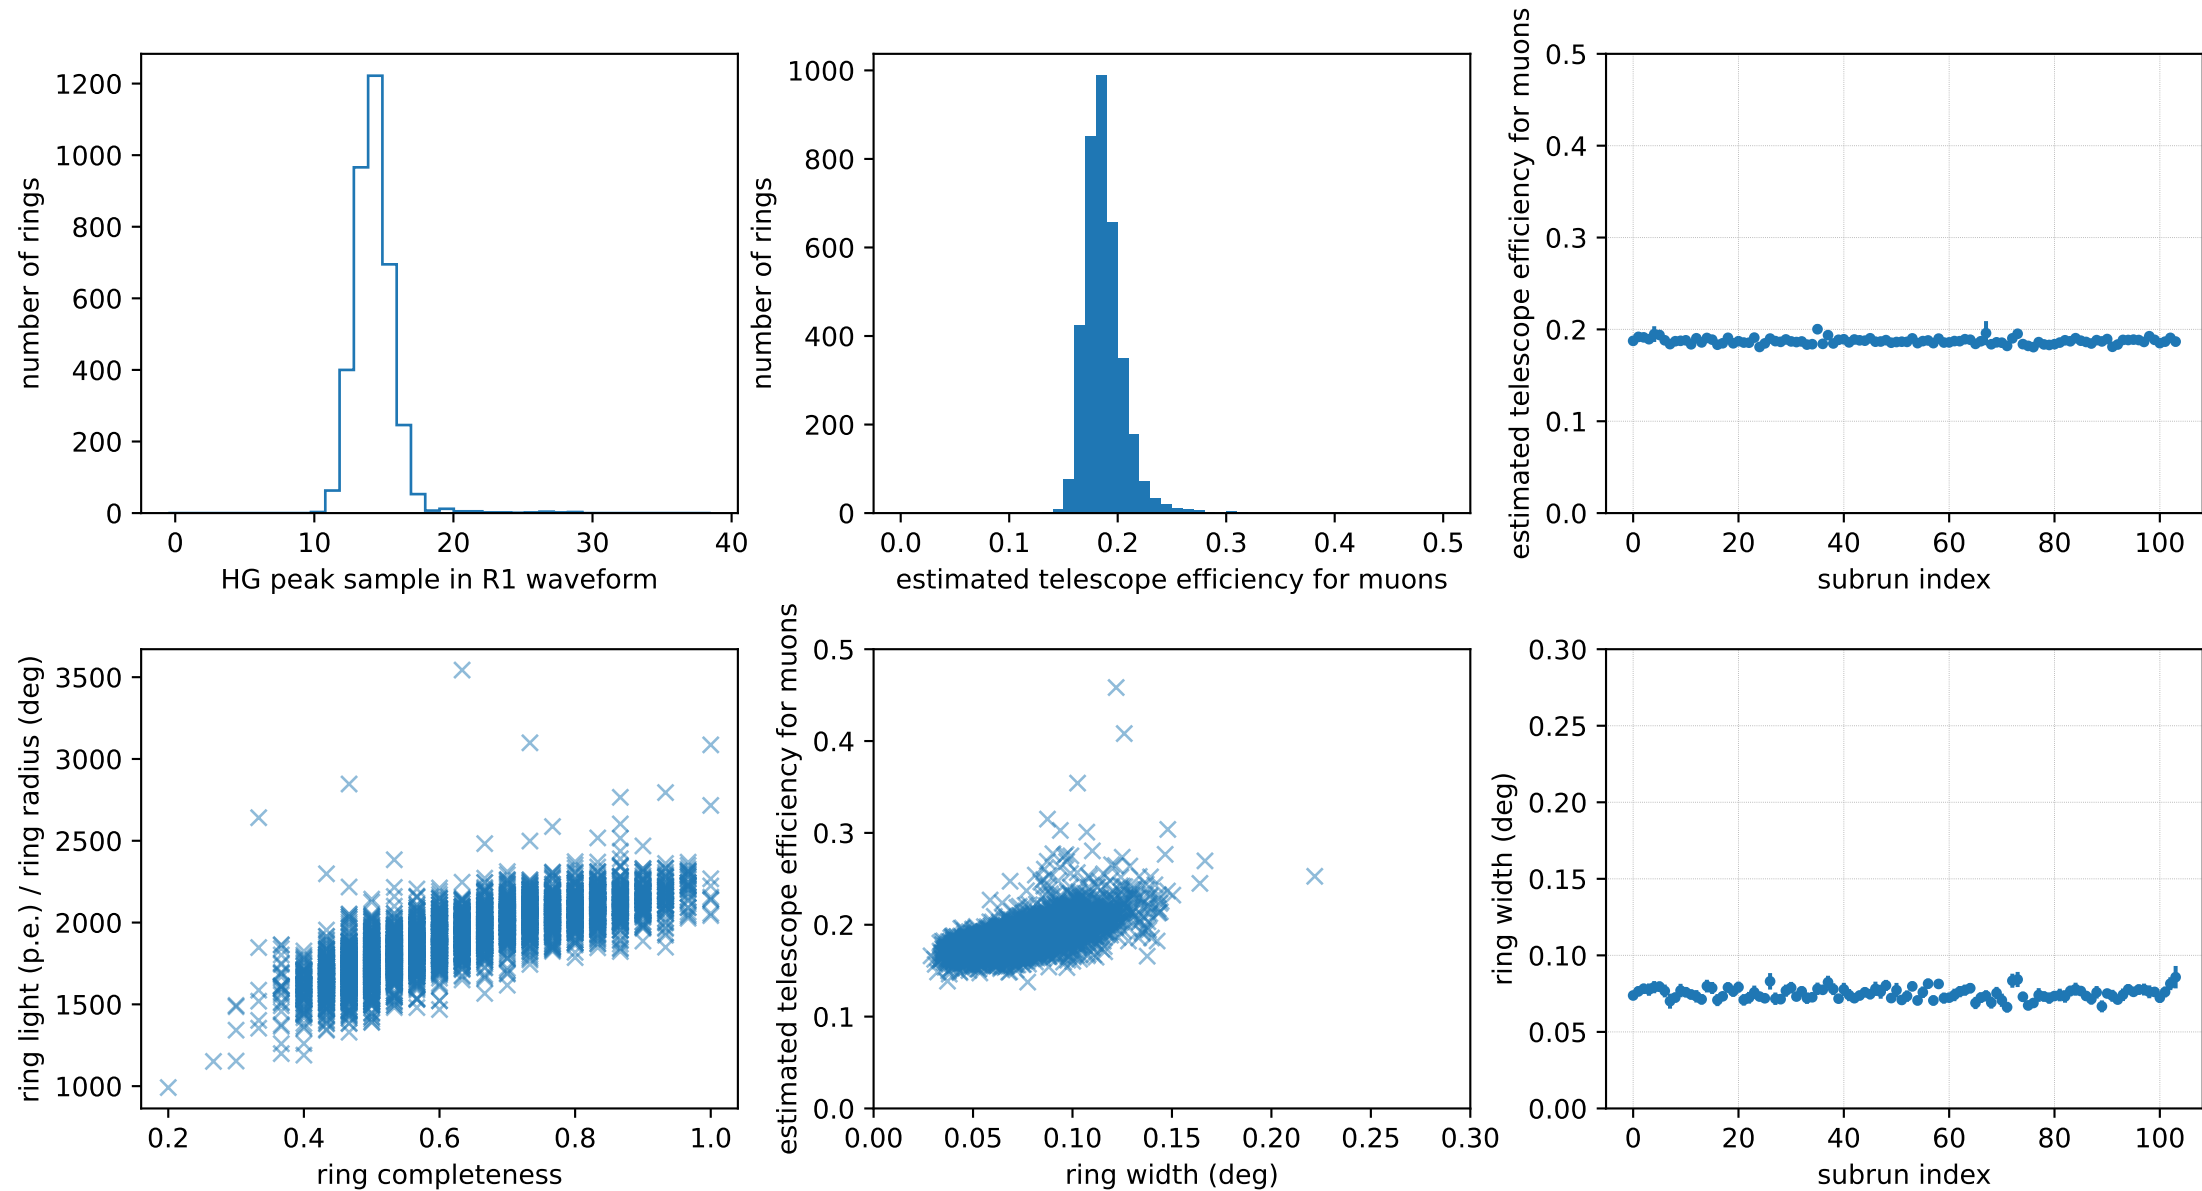 number of rings
1200
1000
800
600
400
200
0
0 10 20 30 40
HG peak sample in R1 waveform
number of rings
1000
800
600
400
200
0
0.0 0.1 0.2 0.3 0.4 0.5
estimated telescope efficiency for muons
estimated telescope efficiency for muons
0.5
0.4
0.3
0.2
0.1
0.0
0 20 40 60 80 100
subrun index
ring light (p.e.) / ring radius (deg)
3500
3000
2500
2000
1500
1000
0.2 0.4 0.6 0.8 1.0
ring completeness
estimated telescope efficiency for muons
0.5
0.4
0.3
0.2
0.1
0.0
0.00 0.05 0.10 0.15 0.20 0.25 0.30
ring width (deg)
ring width (deg)
0.30
0.25
0.20
0.15
0.10
0.05
0.00
0 20 40 60 80 100
subrun index